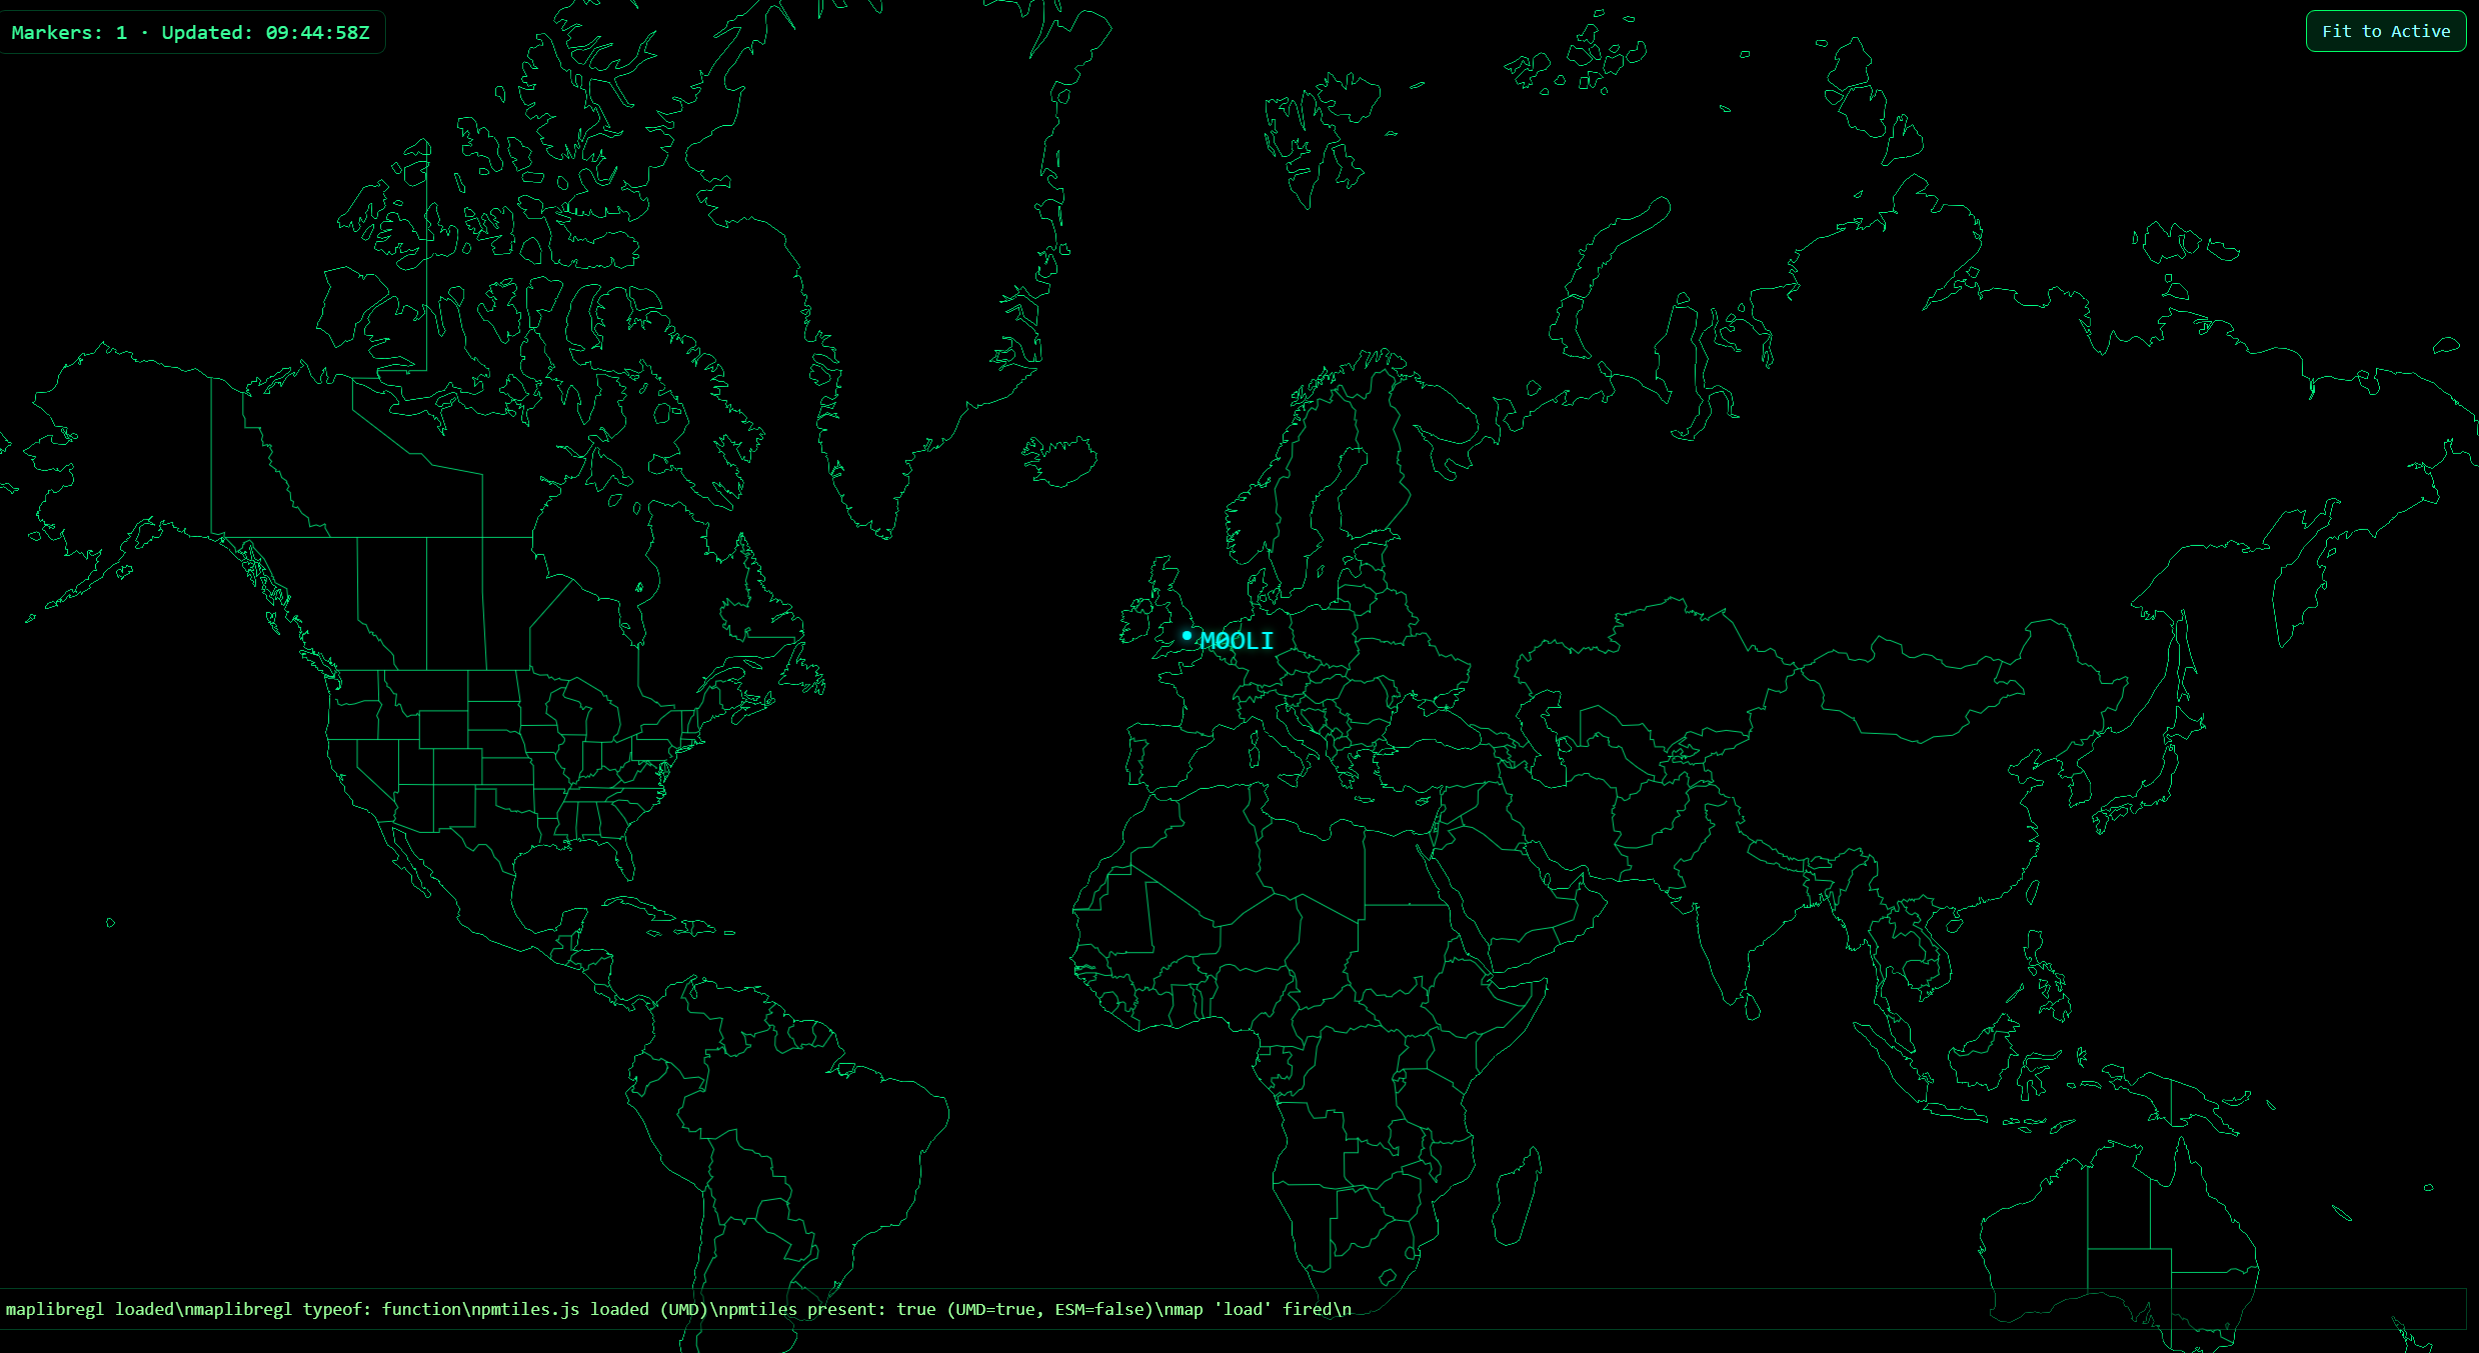 Markers: 1 · Updated: 09:44:58Z
Fit to Active
M0OLI
maplibregl loaded\nmaplibregl typeof: function\npmtiles.js loaded (UMD)\npmtiles present: true (UMD=true, ESM=false)\nmap 'load' fired\n